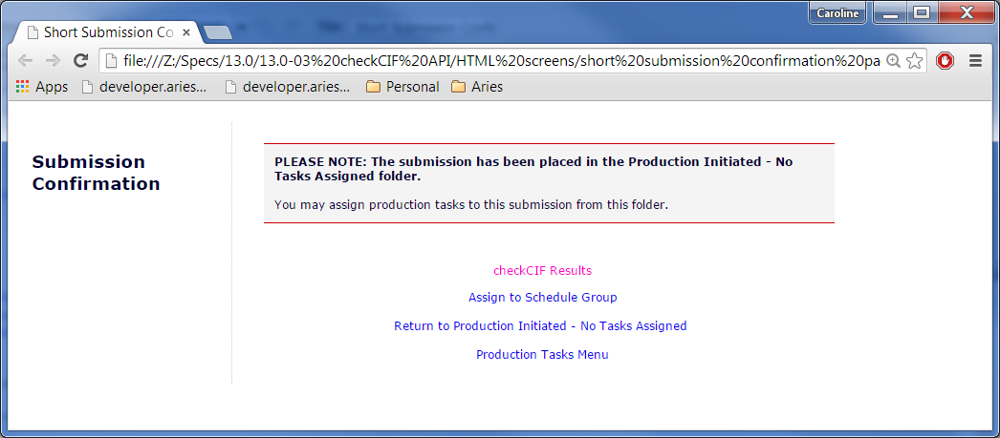 Caroline
Short Submission Co
file:///Z:/Specs/13.0/13.0-03%20checkCIF%20API/HTML%20screens/short%20submission%20confirmation%20pa
Apps developer.aries... developer.aries... Personal Aries
Submission
Confirmation
PLEASE NOTE: The submission has been placed in the Production Initiated - No
Tasks Assigned folder.
You may assign production tasks to this submission from this folder.
checkCIF Results
Assign to Schedule Group
Return to Production Initiated - No Tasks Assigned
Production Tasks Menu